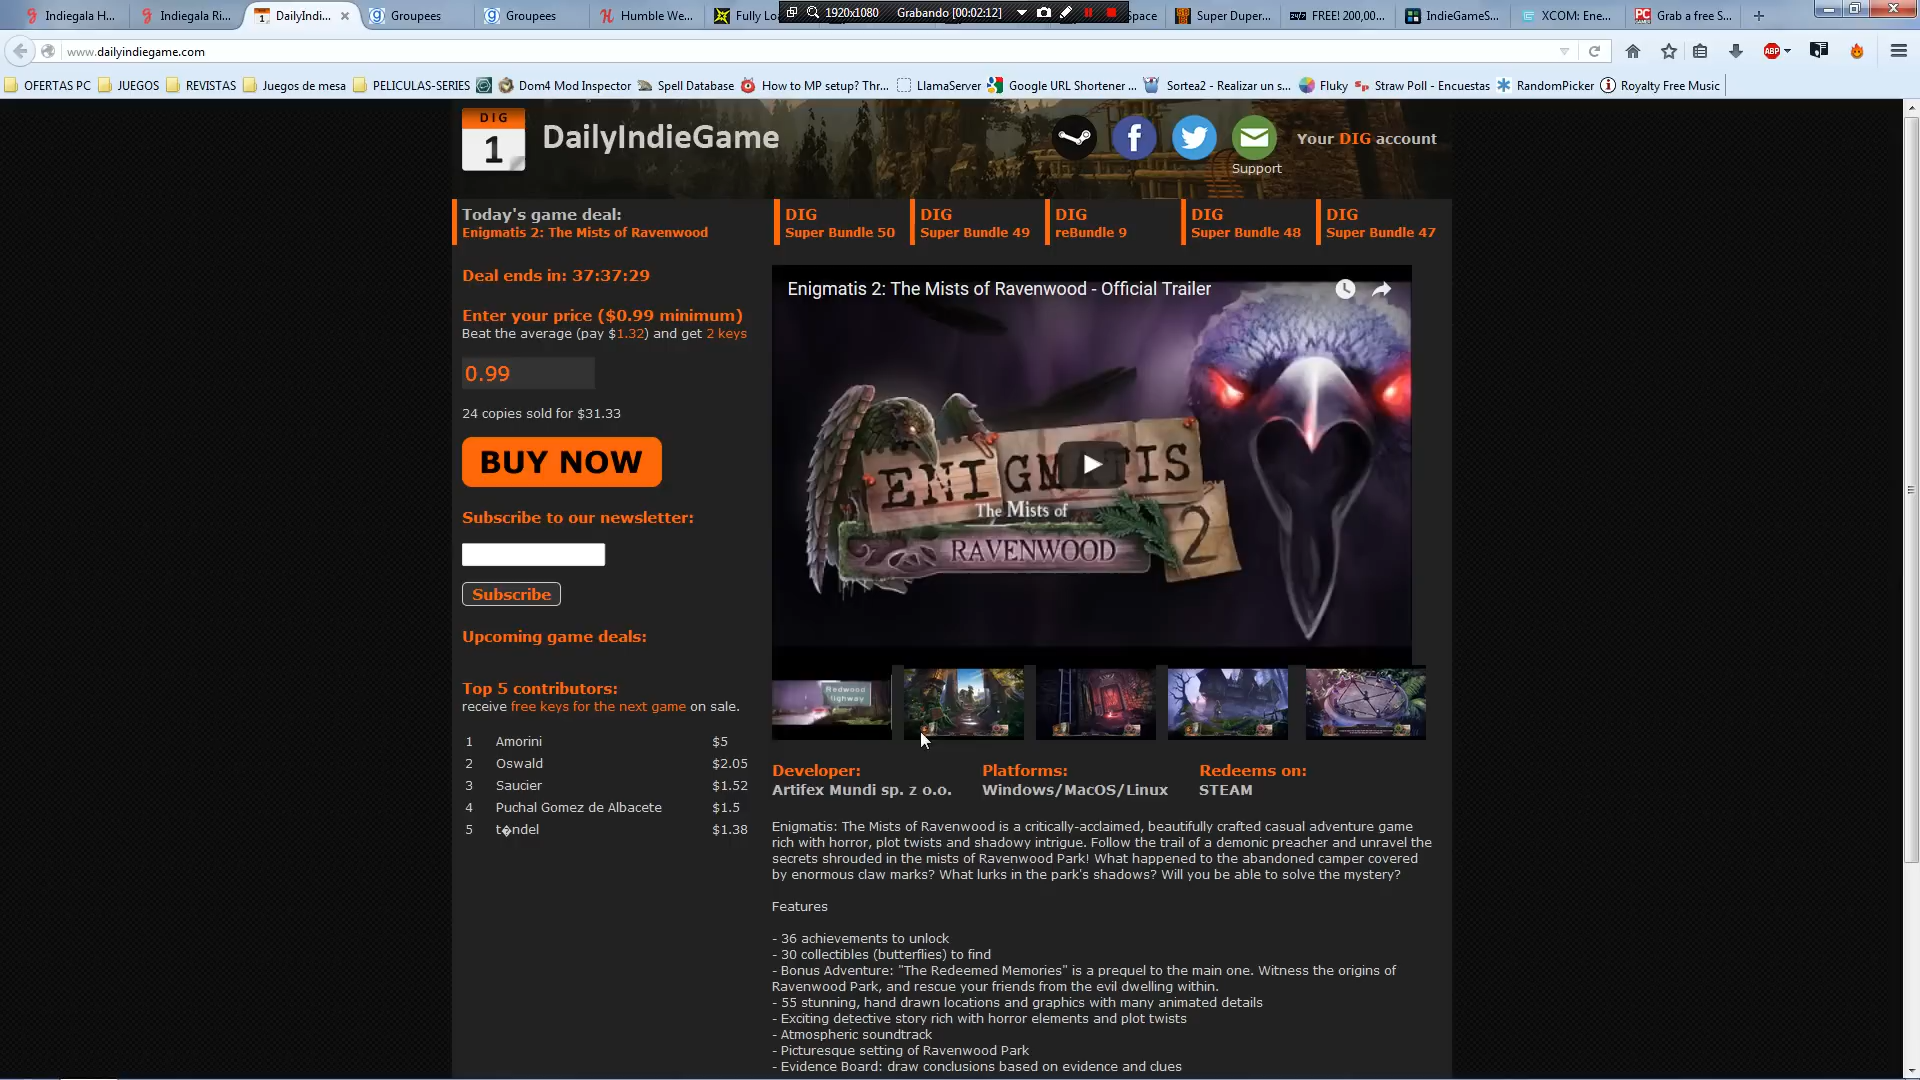 Indiegala H...
Indiegala Ri...
DailyIndi...
Groupees
Groupees
Humble We...
Fully Lo
1920x1080
Grabando [00:02:12]
Space
Super Duper...
FREE! 200,00...
IndieGameS...
XCOM: Ene...
Grab a free S...
www.dailyindiegame.com
ABP
OFERTAS PC
JUEGOS
REVISTAS
Juegos de mesa
PELICULAS-SERIES
Dom4 Mod Inspector
Spell Database
How to MP setup? Thr...
LlamaServer
Google URL Shortener ...
Sortea2 - Realizar un s...
Fluky
Straw Poll - Encuestas
RandomPicker
Royalty Free Music
DIG
1
DailyIndieGame
Support
Your DIG account
Today's game deal:
Enigmatis 2: The Mists of Ravenwood
DIG
Super Bundle 50
DIG
Super Bundle 49
DIG
reBundle 9
DIG
Super Bundle 48
DIG
Super Bundle 47
Deal ends in: 37:37:29
Enter your price ($0.99 minimum)
Beat the average (pay $1.32) and get 2 keys
0.99
24 copies sold for $31.33
BUY NOW
Subscribe to our newsletter:
Subscribe
Upcoming game deals:
Top 5 contributors:
receive free keys for the next game on sale.
1 Amorini $5
2 Oswald $2.05
3 Saucier $1.52
4 Puchal Gomez de Albacete $1.5
5 t�ndel $1.38
Enigmatis 2: The Mists of Ravenwood - Official Trailer
ENIGMATIS
The Mists of
RAVENWOOD
2
Redwood
Highway
Developer:
Artifex Mundi sp. z o.o.
Platforms:
Windows/MacOS/Linux
Redeems on:
STEAM
Enigmatis: The Mists of Ravenwood is a critically-acclaimed, beautifully crafted casual adventure game
rich with horror, plot twists and shadowy intrigue. Follow the trail of a demonic preacher and unravel the
secrets shrouded in the mists of Ravenwood Park! What happened to the abandoned camper covered
by enormous claw marks? What lurks in the park's shadows? Will you be able to solve the mystery?
Features
- 36 achievements to unlock
- 30 collectibles (butterflies) to find
- Bonus Adventure: "The Redeemed Memories" is a prequel to the main one. Witness the origins of
Ravenwood Park, and rescue your friends from the evil dwelling within.
- 55 stunning, hand drawn locations and graphics with many animated details
- Exciting detective story rich with horror elements and plot twists
- Atmospheric soundtrack
- Picturesque setting of Ravenwood Park
- Evidence Board: draw conclusions based on evidence and clues